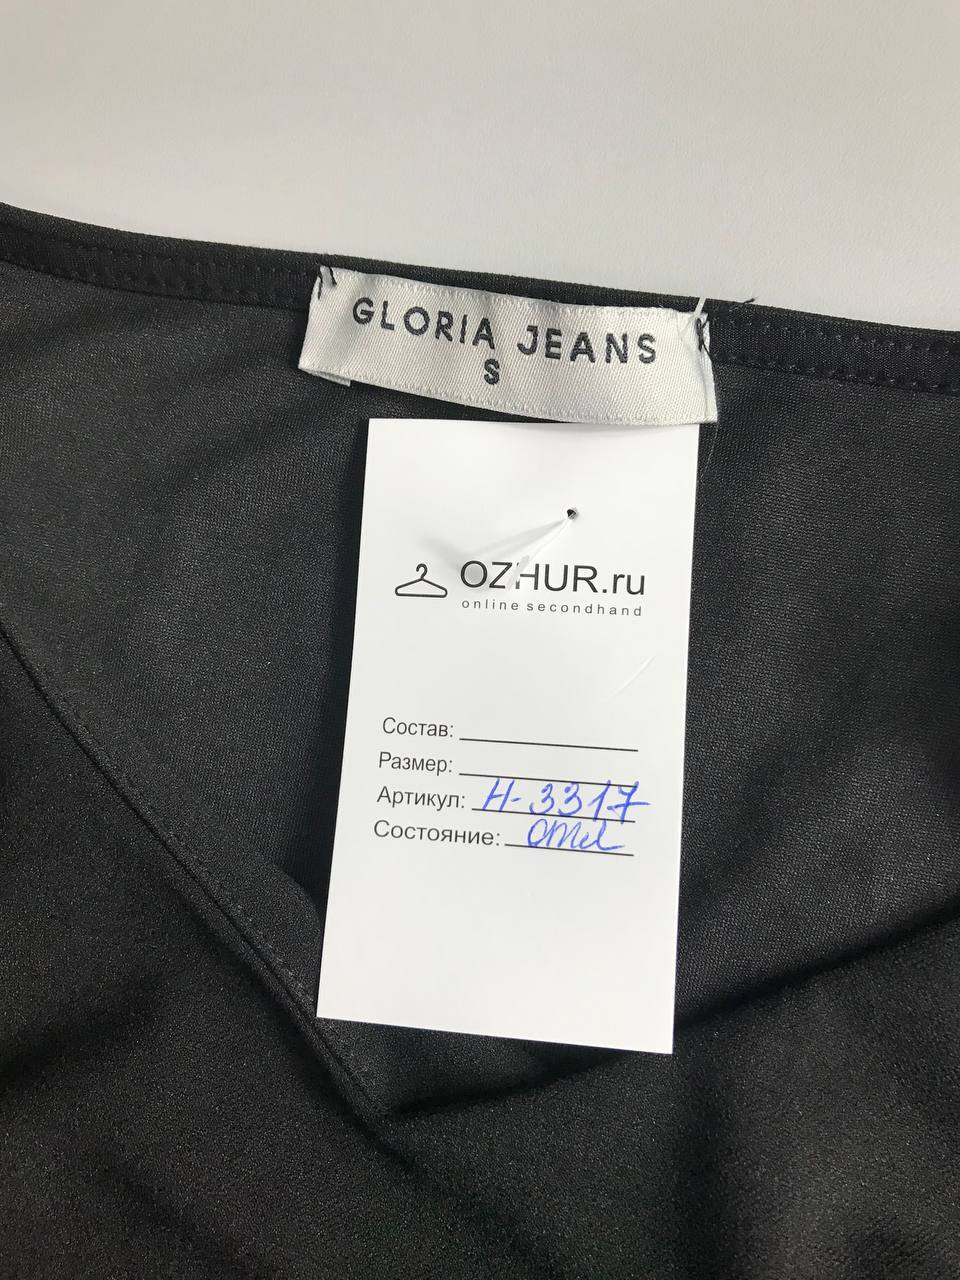 GLORIA JEANS
S
OZHUR.ru
online secondhand
Состав:
Размер:
Артикул: Н-3317
Состояние: отл